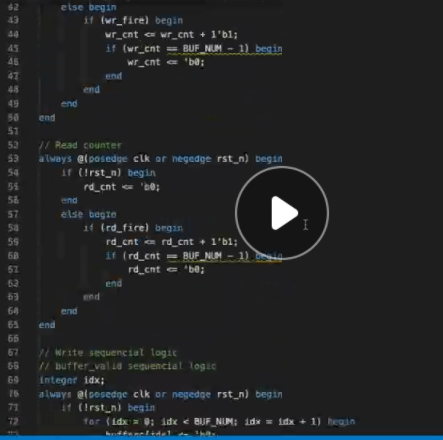 42 else begin
43 if (wr_fire) begin
44 wr_cnt <= wr_cnt + 1'b1;
45 if (wr_cnt == BUF_NUM - 1) begin
46 wr_cnt <= 'b0;
47 end
48 end
49 end
50 end
51
52 // Read counter
53 always @(posedge clk or negedge rst_n) begin
54 if (!rst_n) begin
55 rd_cnt <= 'b0;
56 end
57 else begin
58 if (rd_fire) begin
59 rd_cnt <= rd_cnt + 1'b1;
60 if (rd_cnt == BUF_NUM - 1) begin
61 rd_cnt <= 'b0;
62 end
63 end
64 end
65 end
66
67 // Write sequencial logic
68 // buffer_valid sequencial logic
69 integer idx;
70 always @(posedge clk or negedge rst_n) begin
71 if (!rst_n) begin
72 for (idx = 0; idx < BUF_NUM; idx = idx + 1) begin